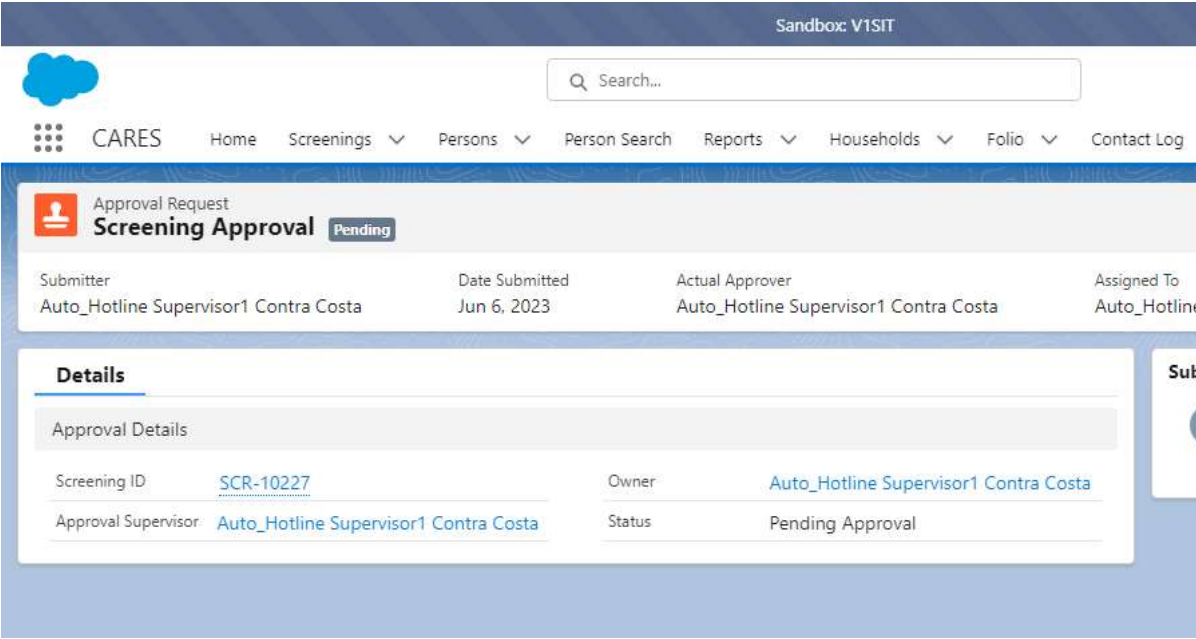 Sandbox: V1SIT
Search...
CARES Home Screenings Persons Person Search Reports Households Folio Contact Log
Approval Request
Screening Approval Pending
Submitter Date Submitted Actual Approver Assigned To
Auto_Hotline Supervisor1 Contra Costa Jun 6, 2023 Auto_Hotline Supervisor1 Contra Costa Auto_Hotline
Details
Sub
Approval Details
Screening ID SCR-10227 Owner Auto_Hotline Supervisor1 Contra Costa
Approval Supervisor Auto_Hotline Supervisor1 Contra Costa Status Pending Approval